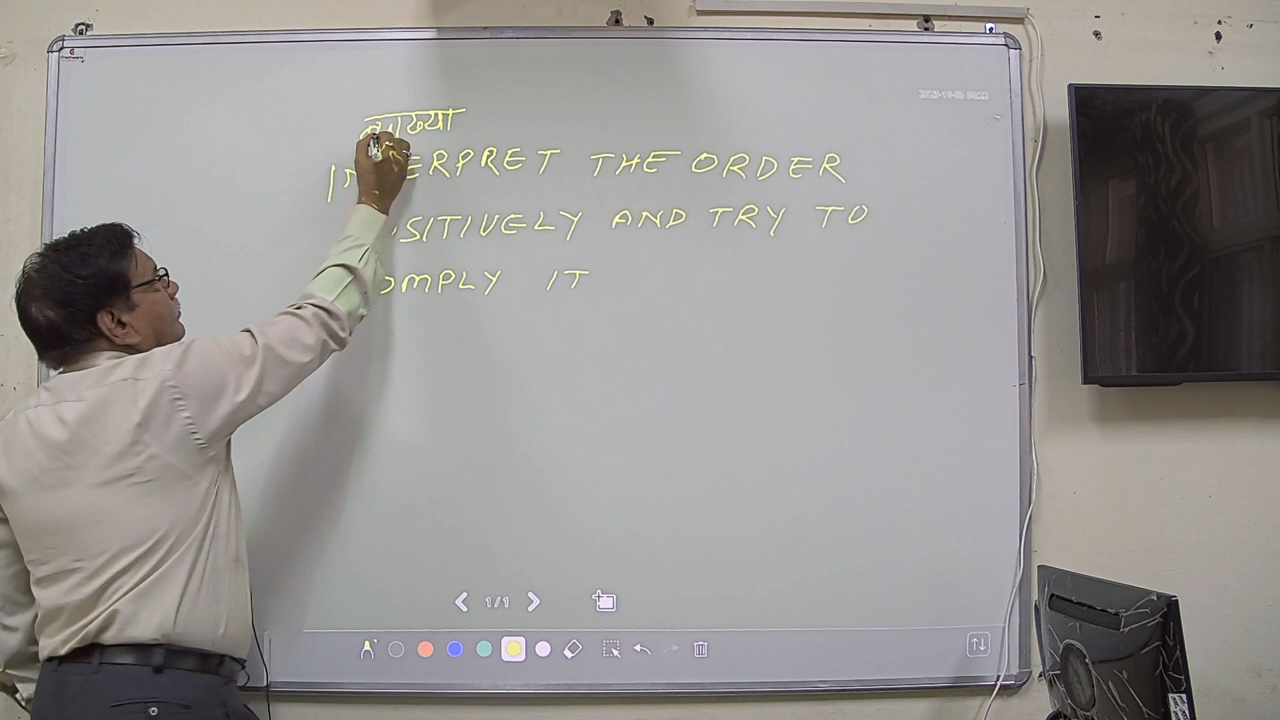 व्याख्या
INTERPRET THE ORDER
POSITIVELY AND TRY TO
COMPLY IT
1/1